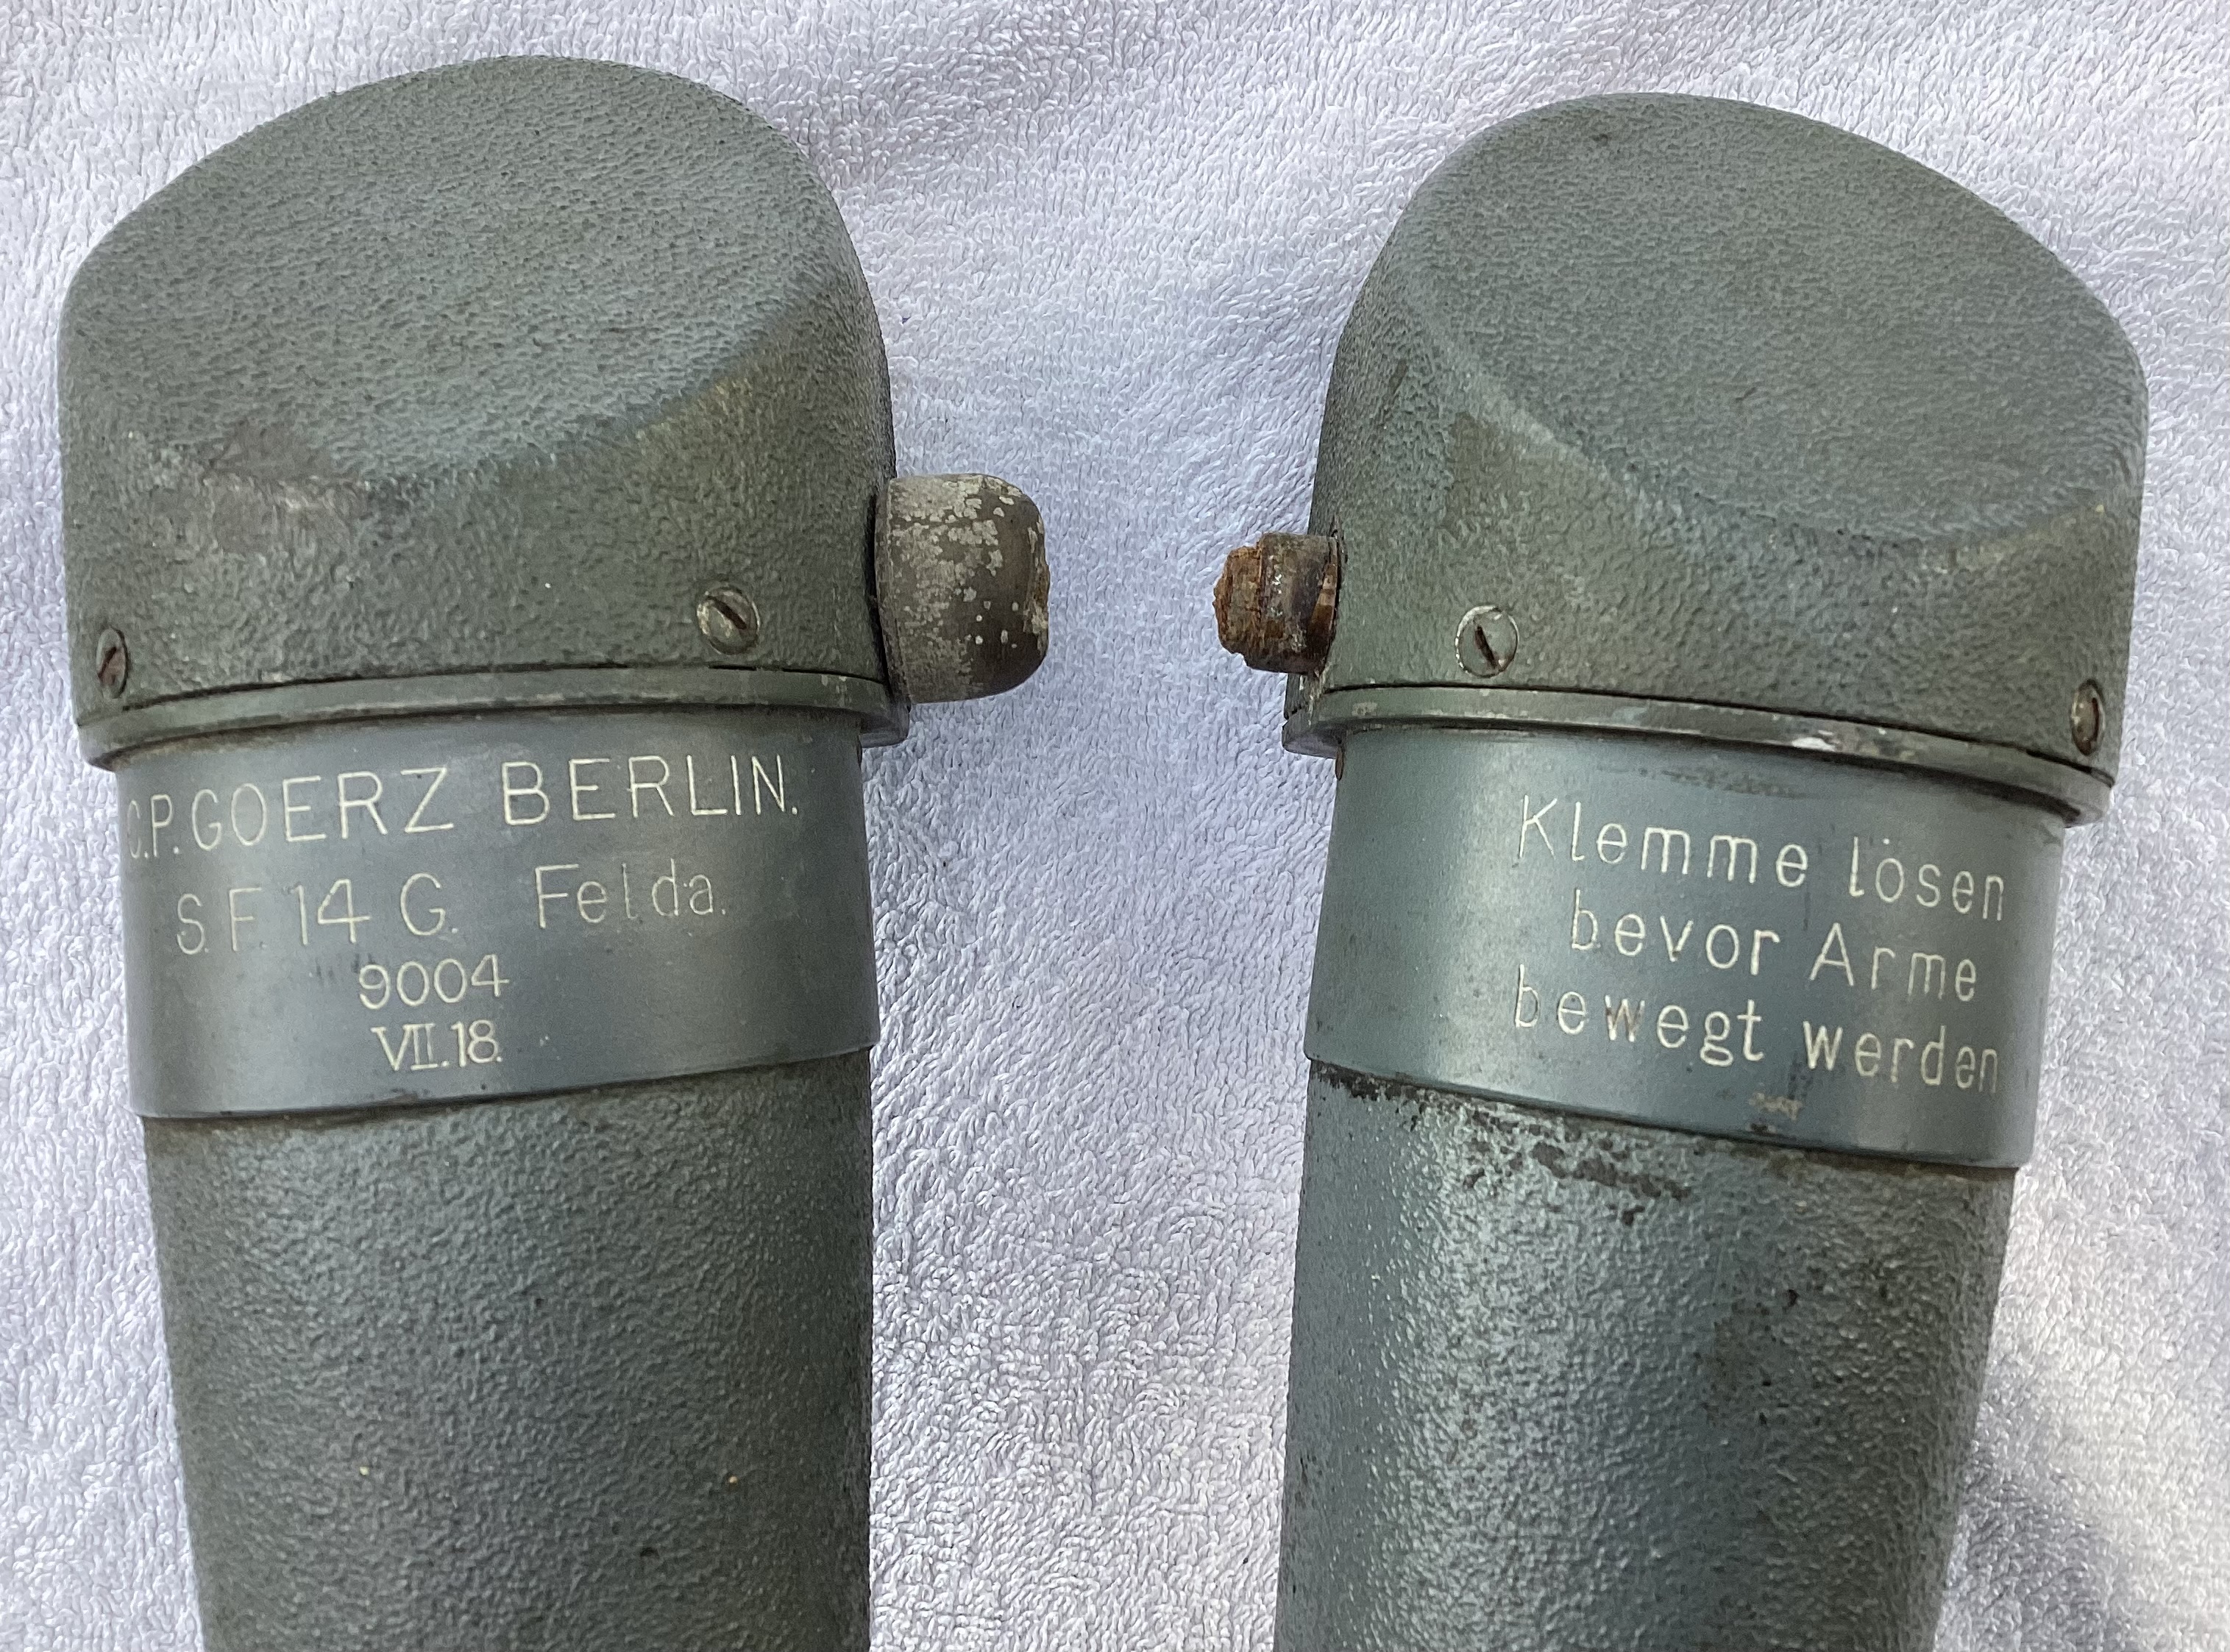 C.P. GOERZ BERLIN.
S.F. 14 G. Felda.
9004
VII.18.
Klemme lösen
bevor Arme
bewegt werden